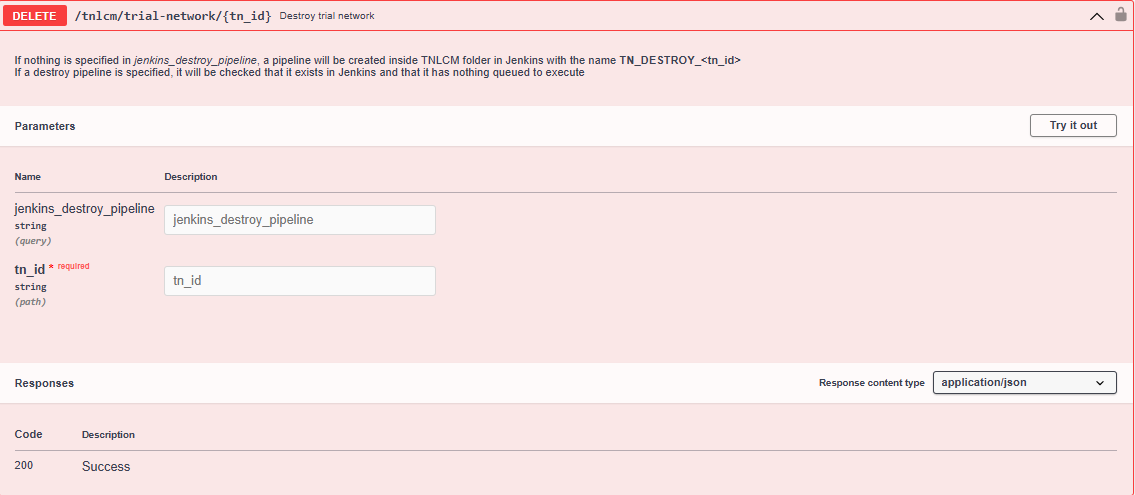 DELETE /tnlcm/trial-network/{tn_id} Destroy trial network
If nothing is specified in jenkins_destroy_pipeline, a pipeline will be created inside TNLCM folder in Jenkins with the name TN_DESTROY_<tn_id>
If a destroy pipeline is specified, it will be checked that it exists in Jenkins and that it has nothing queued to execute
Parameters Try it out
Name Description
jenkins_destroy_pipeline jenkins_destroy_pipeline
string
(query)
tn_id * required tn_id
string
(path)
Responses Response content type application/json
Code Description
200 Success